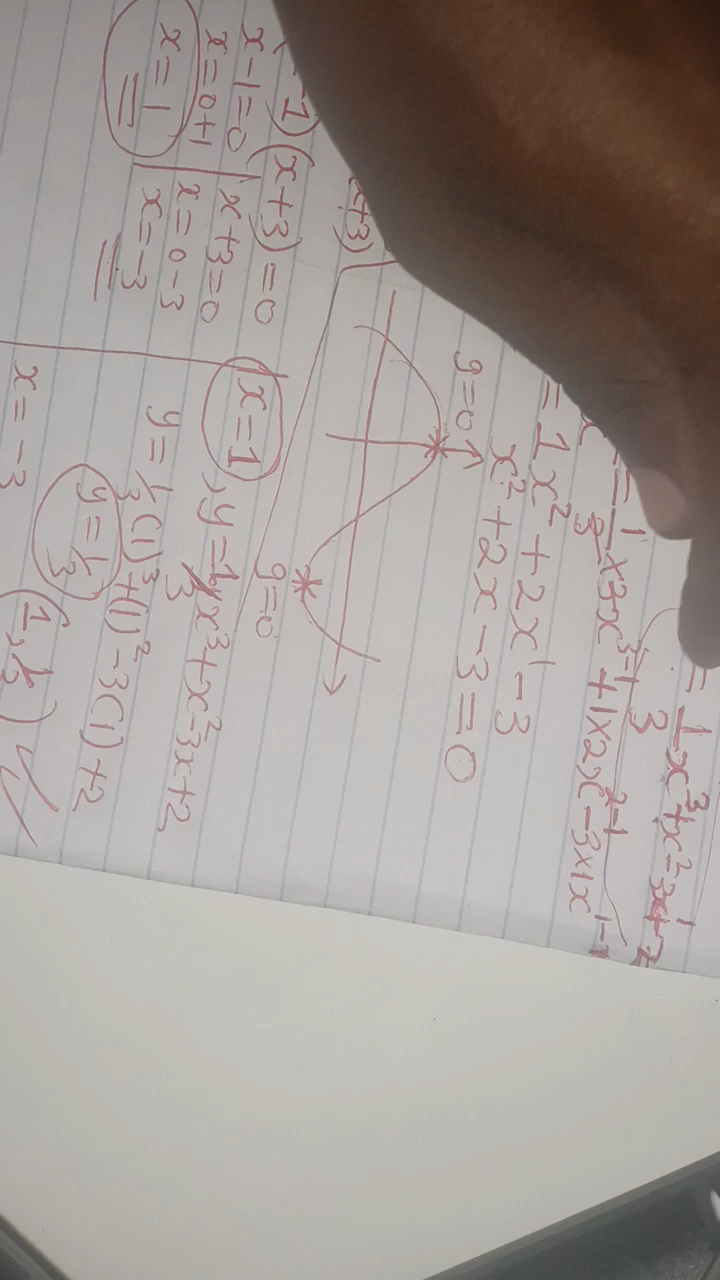 = 1/3 x³+x²-3x+2
= 1/3 ×3x³⁻¹ + 1×2x²⁻¹ - 3×1x¹⁻¹
= 1x² + 2x¹ - 3
x² + 2x - 3 = 0
g=0
g=0
x+3)
-1)(x+3) = 0
x-1=0 | x+3=0
x=0+1 | x=0-3
x=1 | x=-3
x=1, y=1/3 x³+x²-3x+2
y=1/3(1)³+(1)²-3(1)+2
y=1/3
(1,1/3)
x=-3